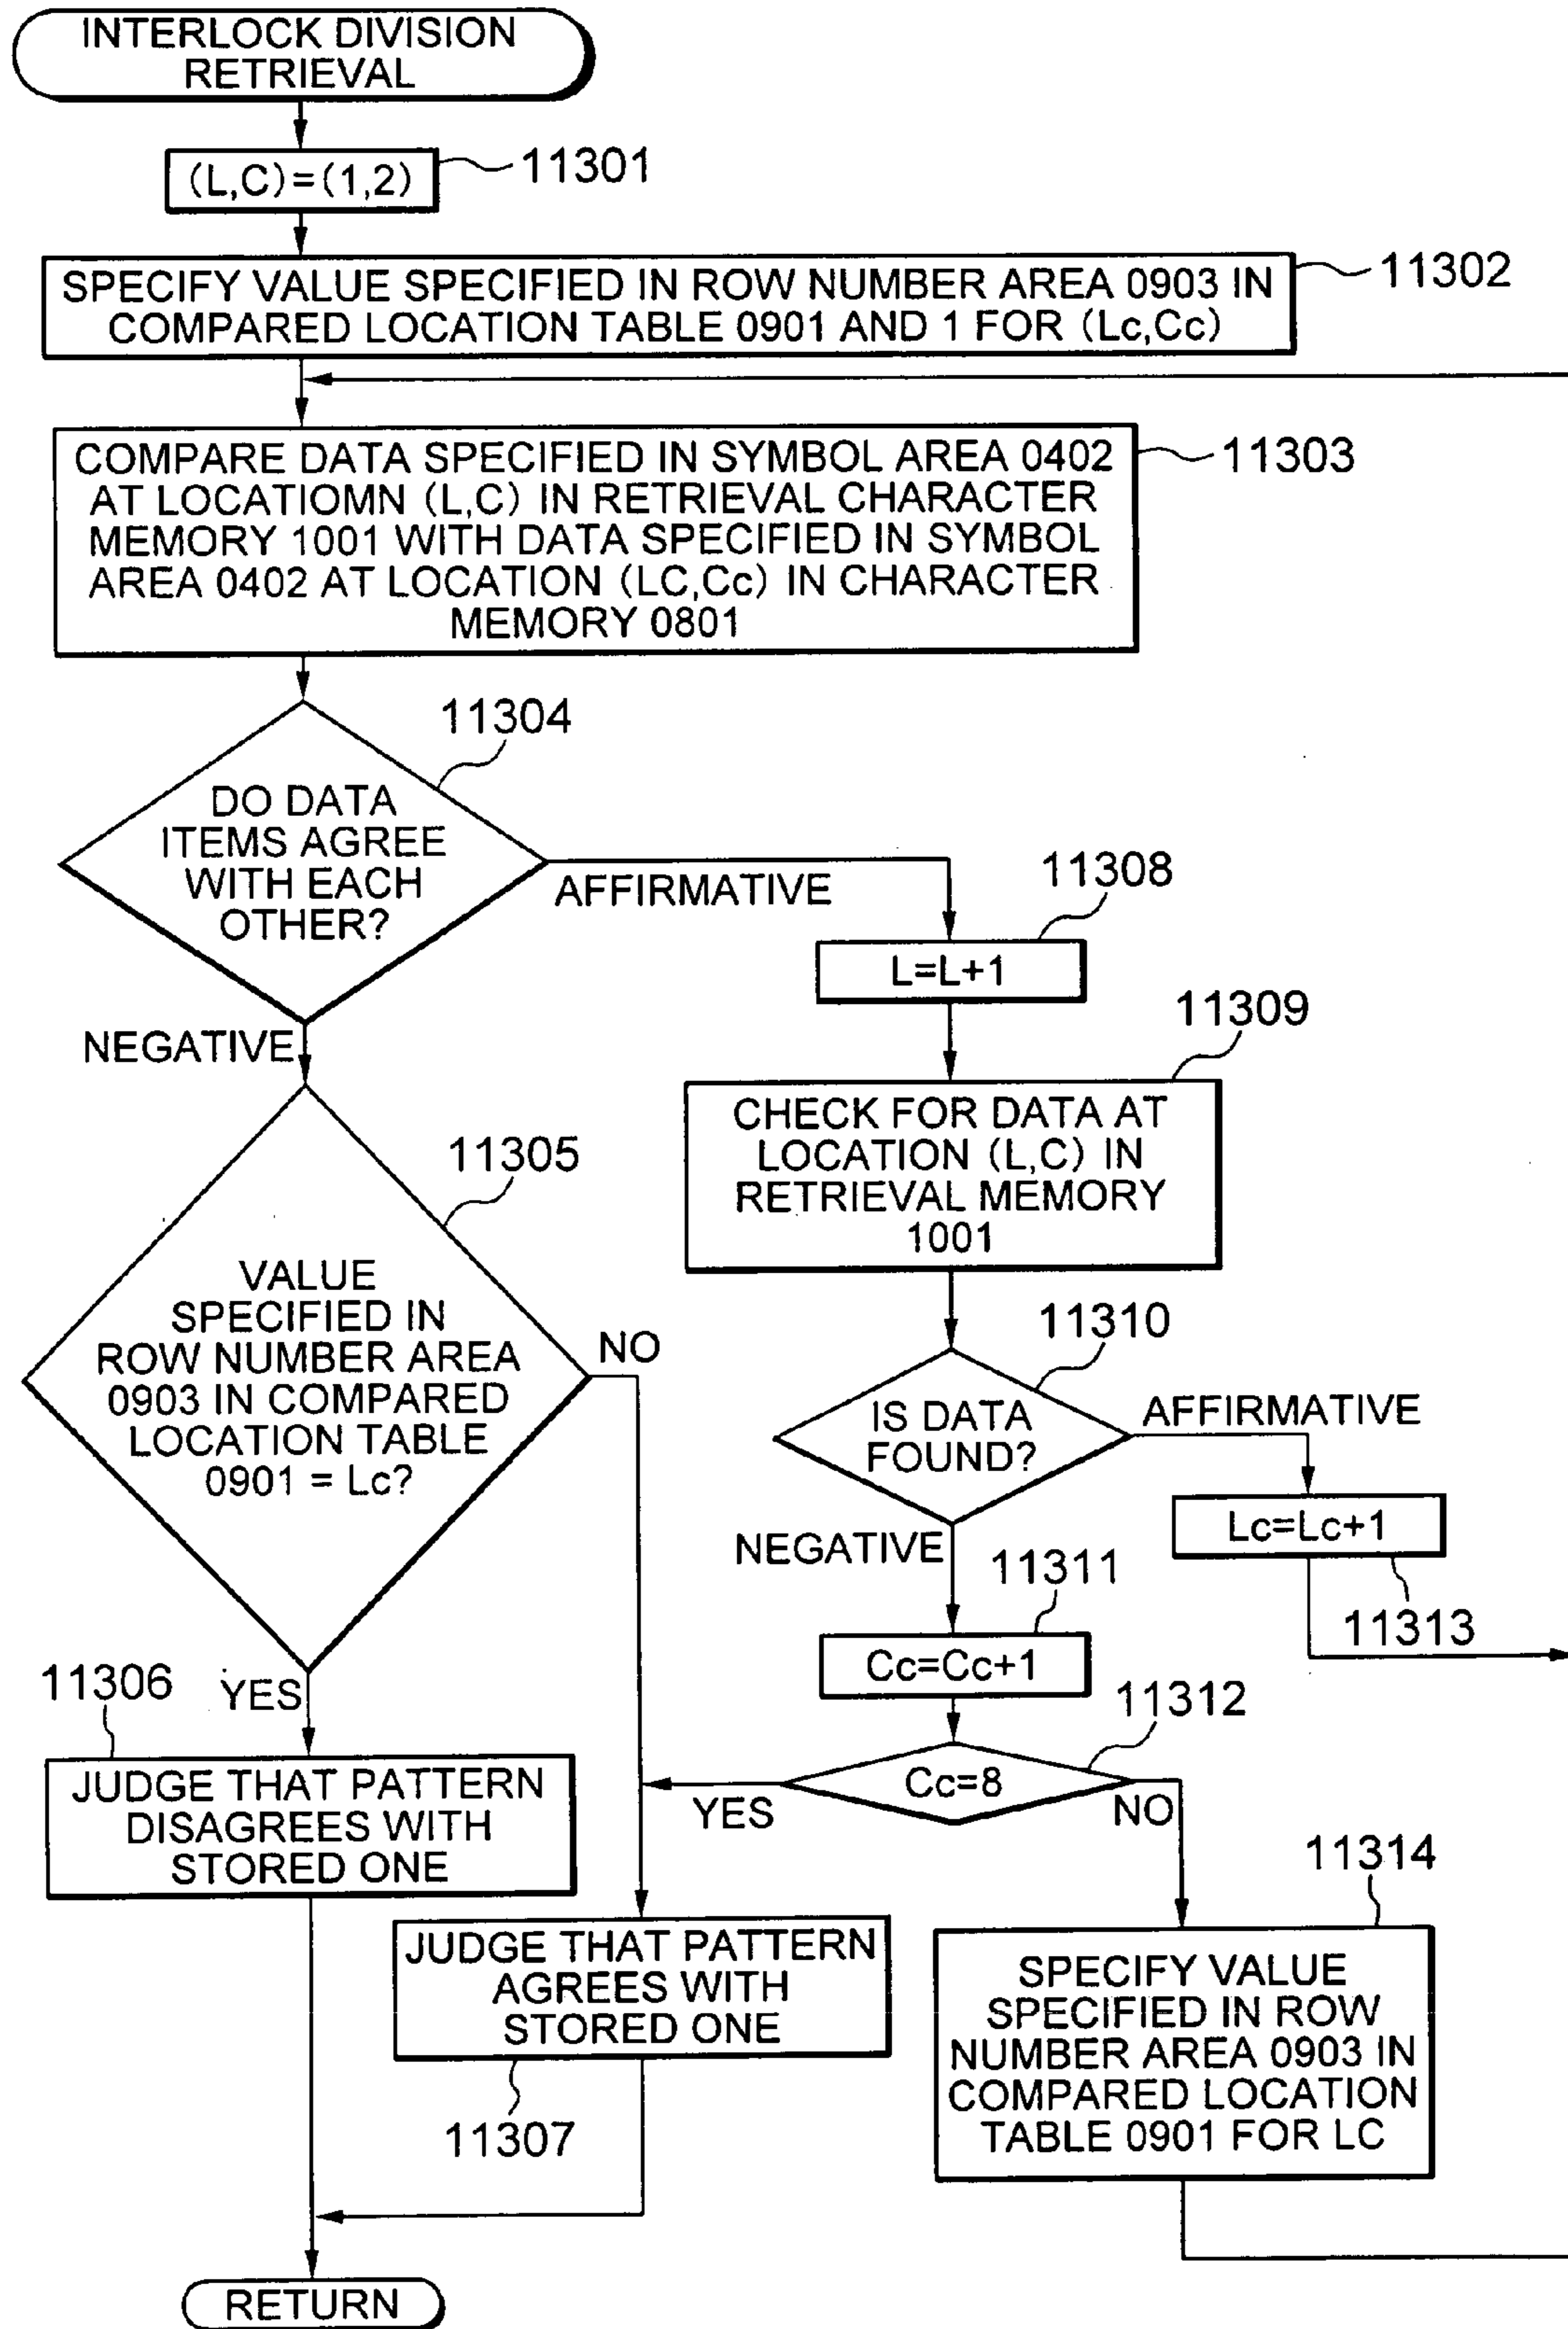 INTERLOCK DIVISION
RETRIEVAL
(L,C)=(1,2)
11301
SPECIFY VALUE SPECIFIED IN ROW NUMBER AREA 0903 IN
COMPARED LOCATION TABLE 0901 AND 1 FOR (Lc,Cc)
11302
COMPARE DATA SPECIFIED IN SYMBOL AREA 0402
AT LOCATIOMN (L,C) IN RETRIEVAL CHARACTER
MEMORY 1001 WITH DATA SPECIFIED IN SYMBOL
AREA 0402 AT LOCATION (LC,Cc) IN CHARACTER
MEMORY 0801
11303
11304
DO DATA
ITEMS AGREE
WITH EACH
OTHER?
AFFIRMATIVE
NEGATIVE
11308
L=L+1
11309
CHECK FOR DATA AT
LOCATION (L,C) IN
RETRIEVAL MEMORY
1001
11305
VALUE
SPECIFIED IN
ROW NUMBER AREA
0903 IN COMPARED
LOCATION TABLE
0901 = Lc?
NO
YES
11310
IS DATA
FOUND?
AFFIRMATIVE
NEGATIVE
Lc=Lc+1
11313
11311
Cc=Cc+1
11312
Cc=8
YES
NO
11306
JUDGE THAT PATTERN
DISAGREES WITH
STORED ONE
JUDGE THAT PATTERN
AGREES WITH
STORED ONE
11307
11314
SPECIFY VALUE
SPECIFIED IN ROW
NUMBER AREA 0903 IN
COMPARED LOCATION
TABLE 0901 FOR LC
RETURN